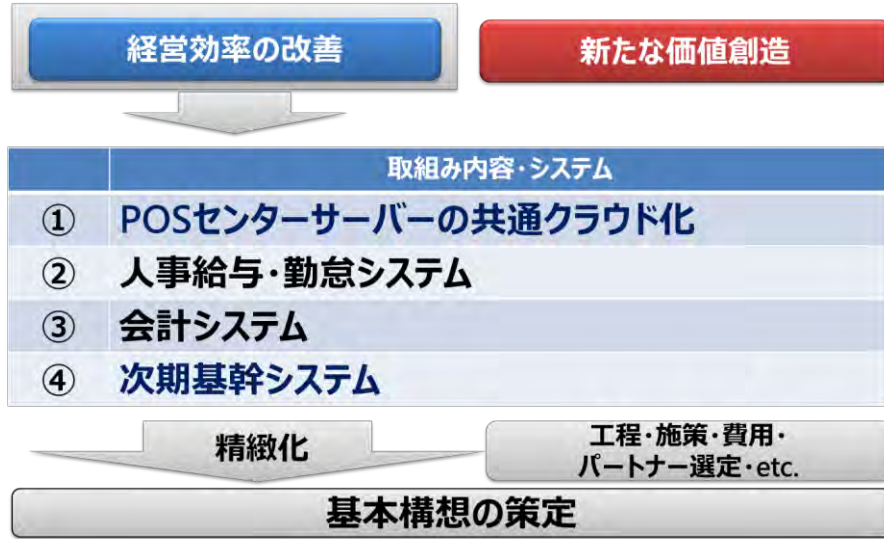 経営効率の改善
新たな価値創造
取組み内容・システム
① POSセンターサーバーの共通クラウド化
② 人事給与・勤怠システム
③ 会計システム
④ 次期基幹システム
精緻化
工程・施策・費用・
パートナー選定・etc.
基本構想の策定